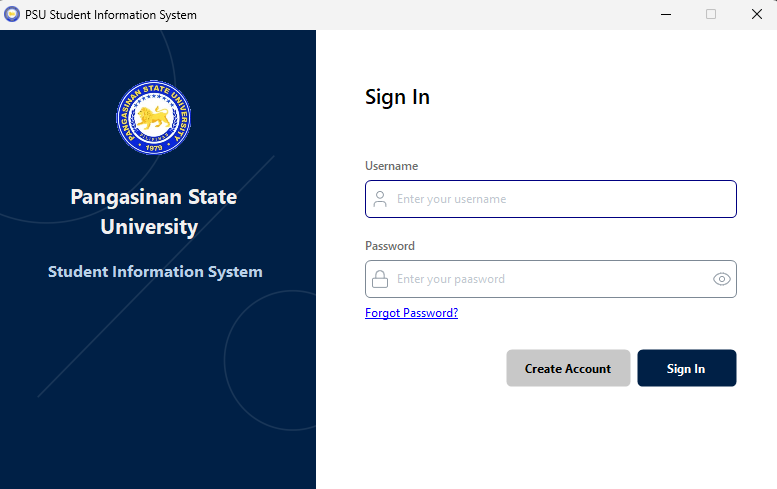 PSU Student Information System
PANGASINAN STATE UNIVERSITY
1979
Pangasinan State
University
Student Information System
Sign In
Username
Enter your username
Password
Enter your paasword
Forgot Password?
Create Account
Sign In